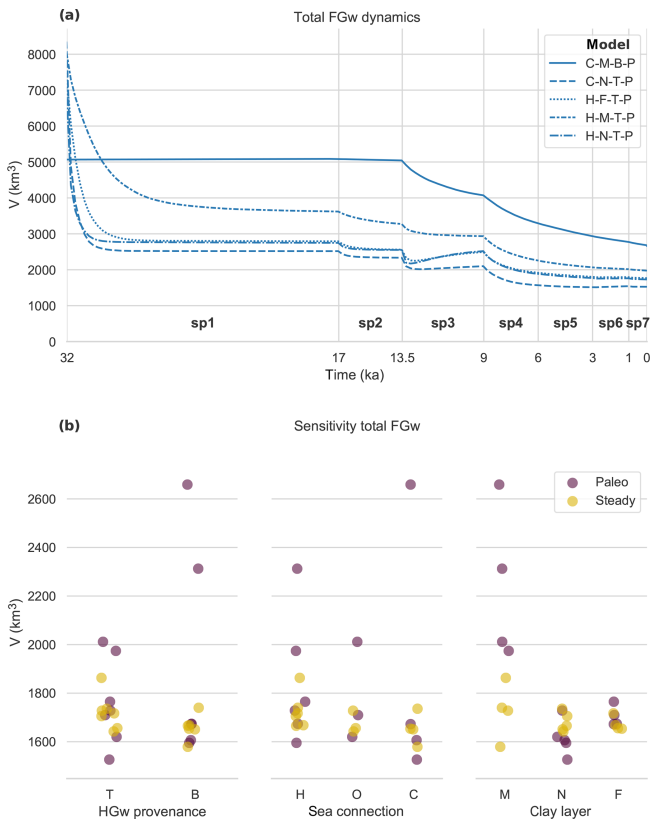 (a)
Total FGw dynamics
Model
C-M-B-P
C-N-T-P
H-F-T-P
H-M-T-P
H-N-T-P
V (km³)
8000
7000
6000
5000
4000
3000
2000
1000
0
sp1 sp2 sp3 sp4 sp5 sp6 sp7
32 17 13.5 9 6 3 1 0
Time (ka)
(b)
Sensitivity total FGw
Paleo
Steady
V (km³)
2600
2400
2200
2000
1800
1600
T B H O C M N F
HGw provenance Sea connection Clay layer